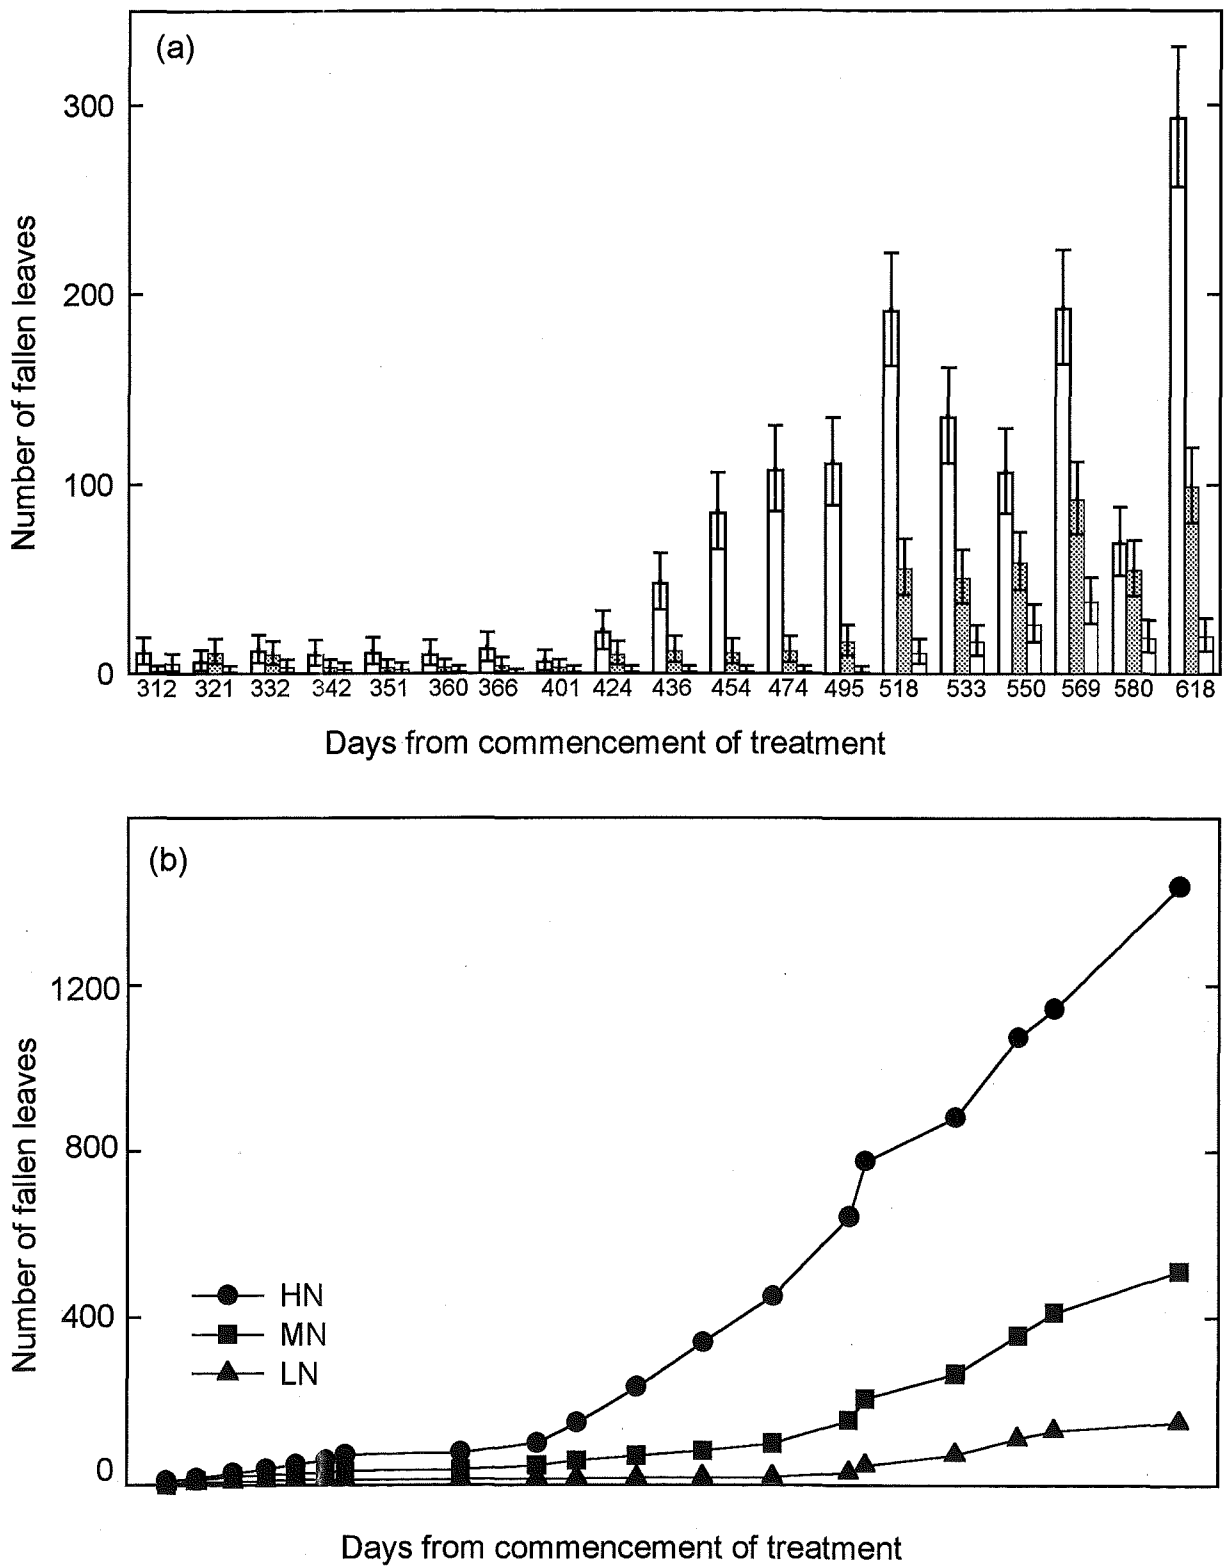 (a)
300
200
100
0
Number of fallen leaves
312 321 332 342 351 360 366 401 424 436 454 474 495 518 533 550 569 580 618
Days from commencement of treatment
(b)
1200
800
400
0
Number of fallen leaves
HN
MN
LN
Days from commencement of treatment